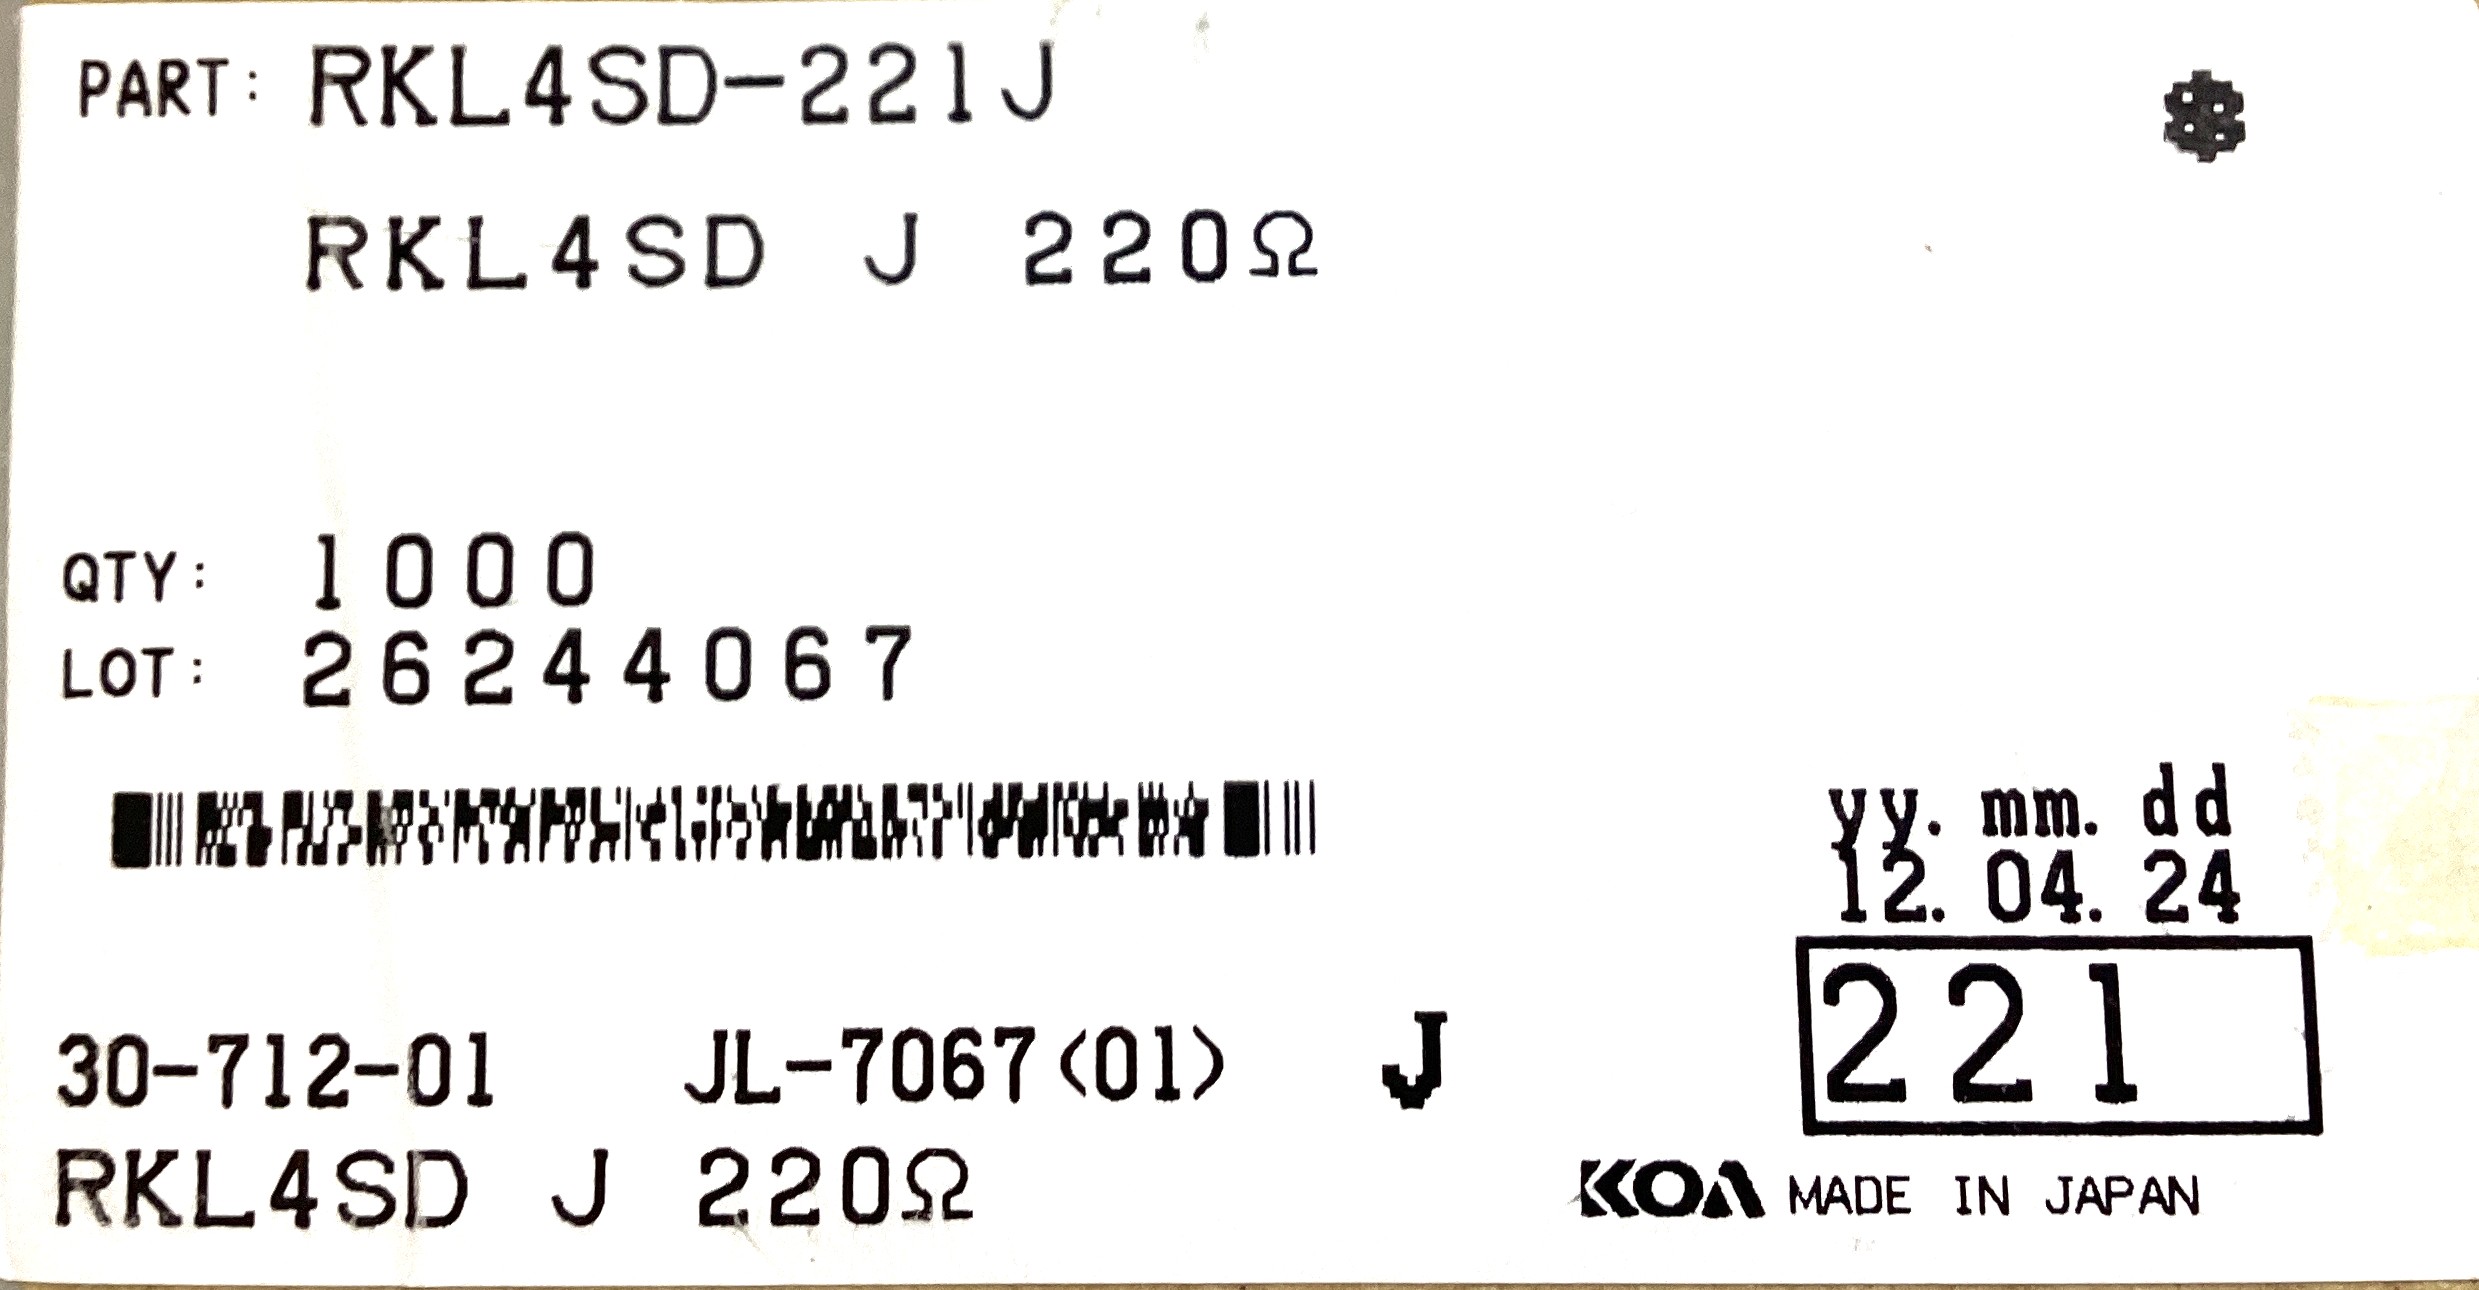 PART: RKL4SD-221J
RKL4SD J 220Ω
QTY: 1000
LOT: 26244067
yy. mm. dd
12. 04. 24
221
30-712-01 JL-7067(01) J
RKL4SD J 220Ω
KOA MADE IN JAPAN